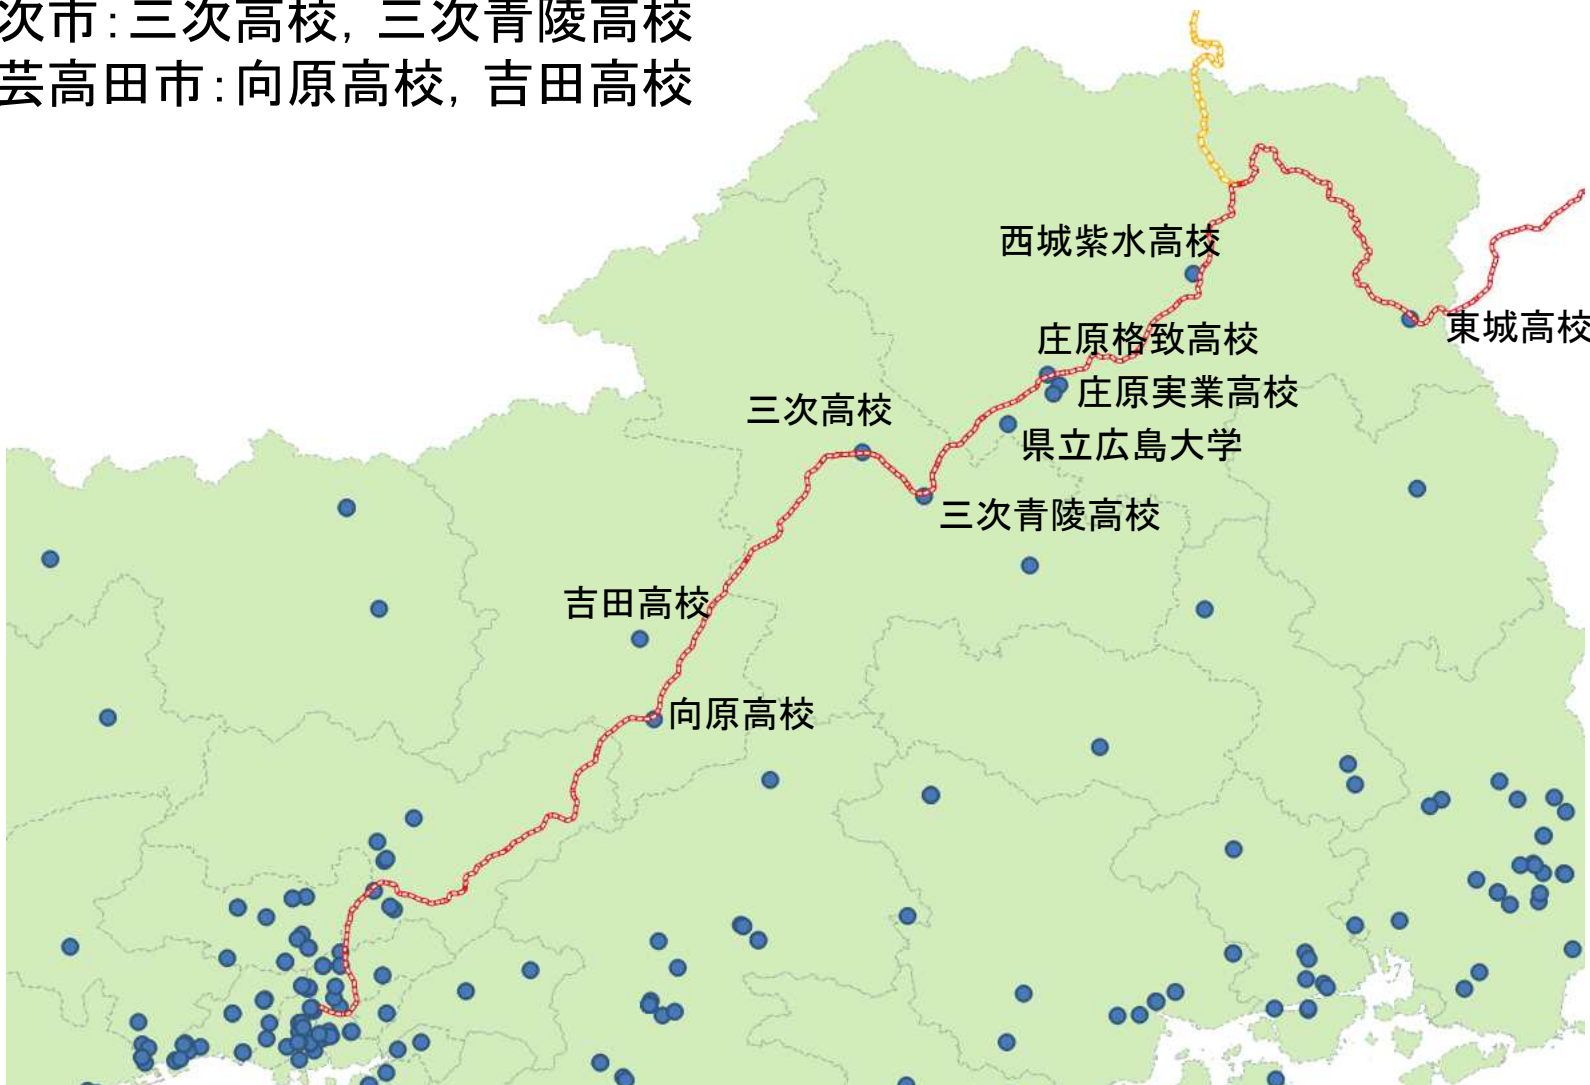 次市：三次高校，三次青陵高校
芸高田市：向原高校，吉田高校
西城紫水高校
東城高校
庄原格致高校
庄原実業高校
三次高校
県立広島大学
三次青陵高校
吉田高校
向原高校